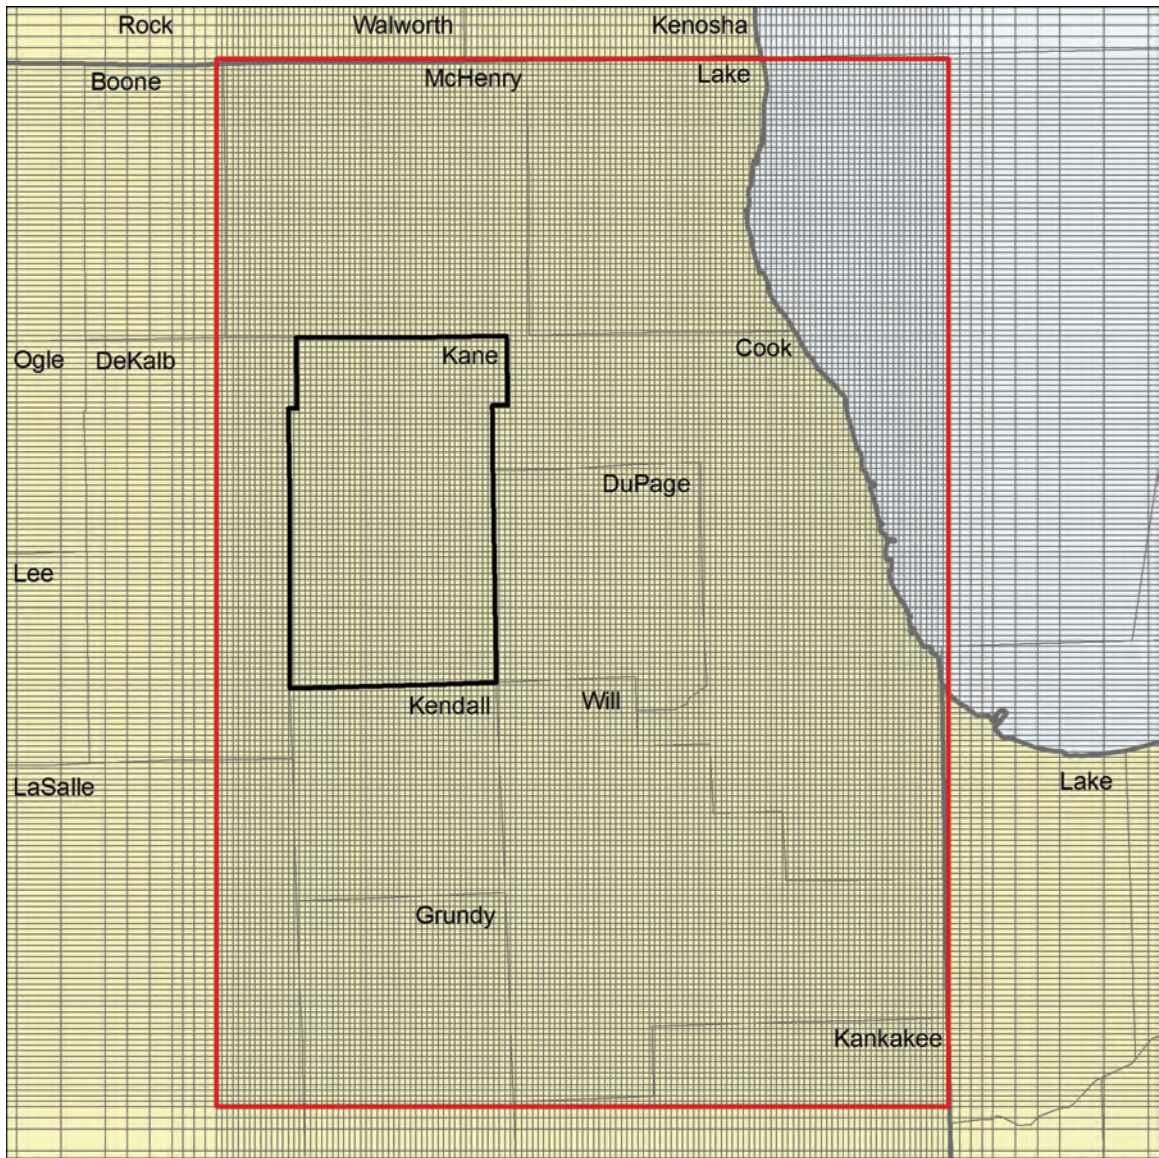 Rock
Walworth
Kenosha
Boone
McHenry
Lake
Ogle
DeKalb
Kane
Cook
DuPage
Lee
Kendall
Will
LaSalle
Lake
Grundy
Kankakee